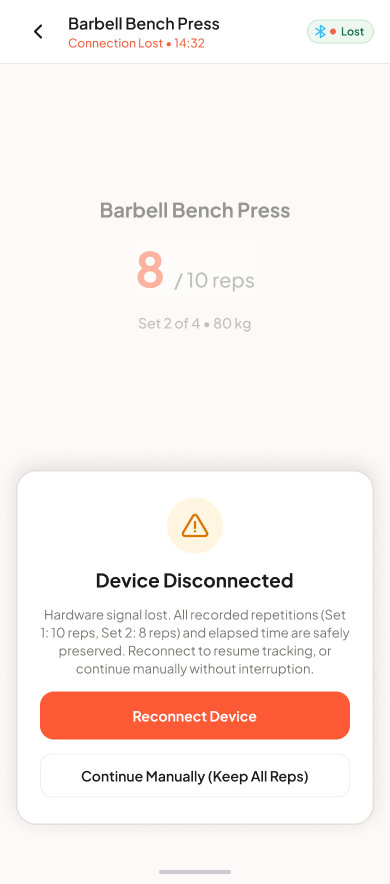 Barbell Bench Press
Connection Lost • 14:32
Lost
Barbell Bench Press
8 / 10 reps
Set 2 of 4 • 80 kg
Device Disconnected
Hardware signal lost. All recorded repetitions (Set
1: 10 reps, Set 2: 8 reps) and elapsed time are safely
preserved. Reconnect to resume tracking, or
continue manually without interruption.
Reconnect Device
Continue Manually (Keep All Reps)